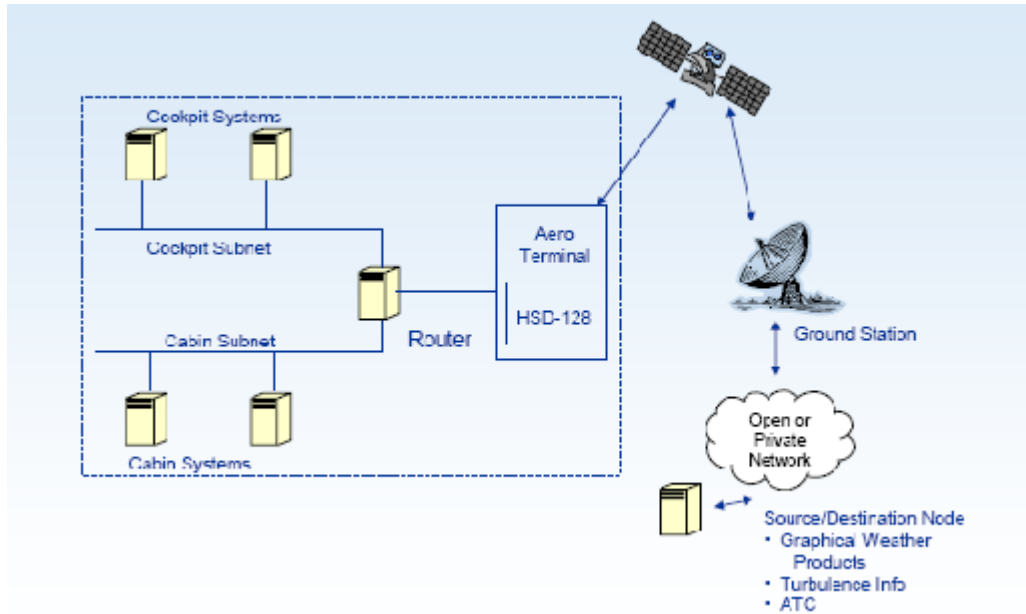 Cockpit Systems
Cockpit Subnet
Aero
Terminal
HSD-128
Router
Cabin Subnet
Cabin Systems
Ground Station
Open or
Private
Network
Source/Destination Node
• Graphical Weather
Products
• Turbulence Info
• ATC